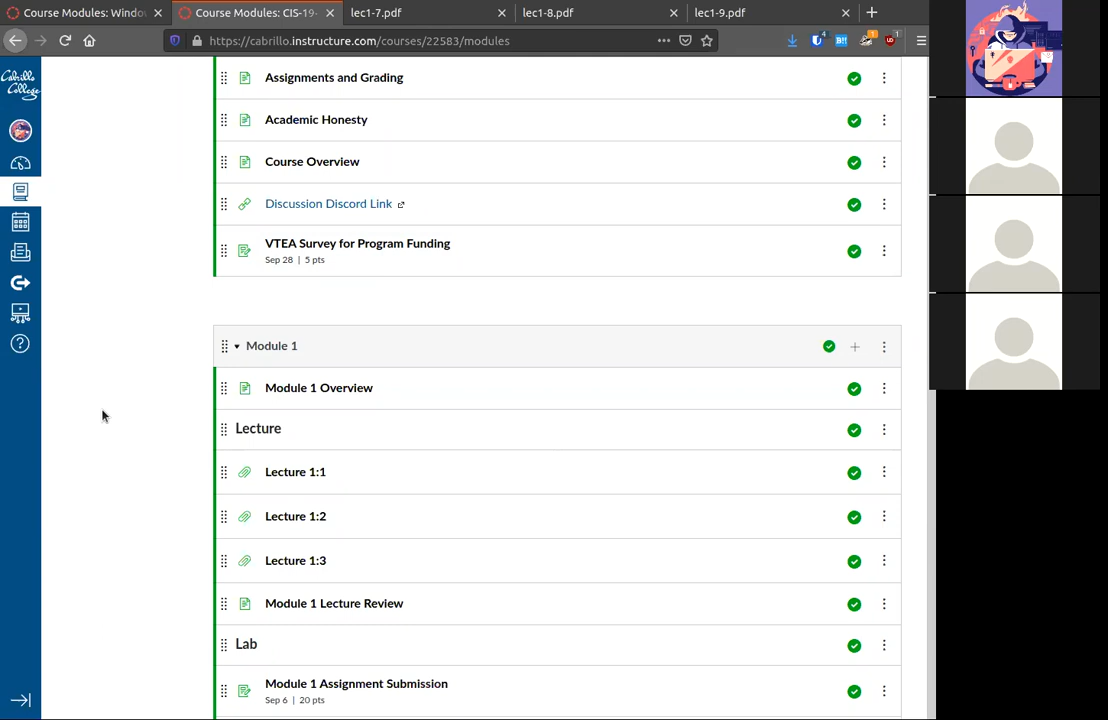 Course Modules: Windo
Course Modules: CIS-19-
lec1-7.pdf
lec1-8.pdf
lec1-9.pdf
https://cabrillo.instructure.com/courses/22583/modules
4
1
1
Cabrillo
College
Assignments and Grading
Academic Honesty
Course Overview
Discussion Discord Link
VTEA Survey for Program Funding
Sep 28 | 5 pts
Module 1
Module 1 Overview
Lecture
Lecture 1:1
Lecture 1:2
Lecture 1:3
Module 1 Lecture Review
Lab
Module 1 Assignment Submission
Sep 6 | 20 pts